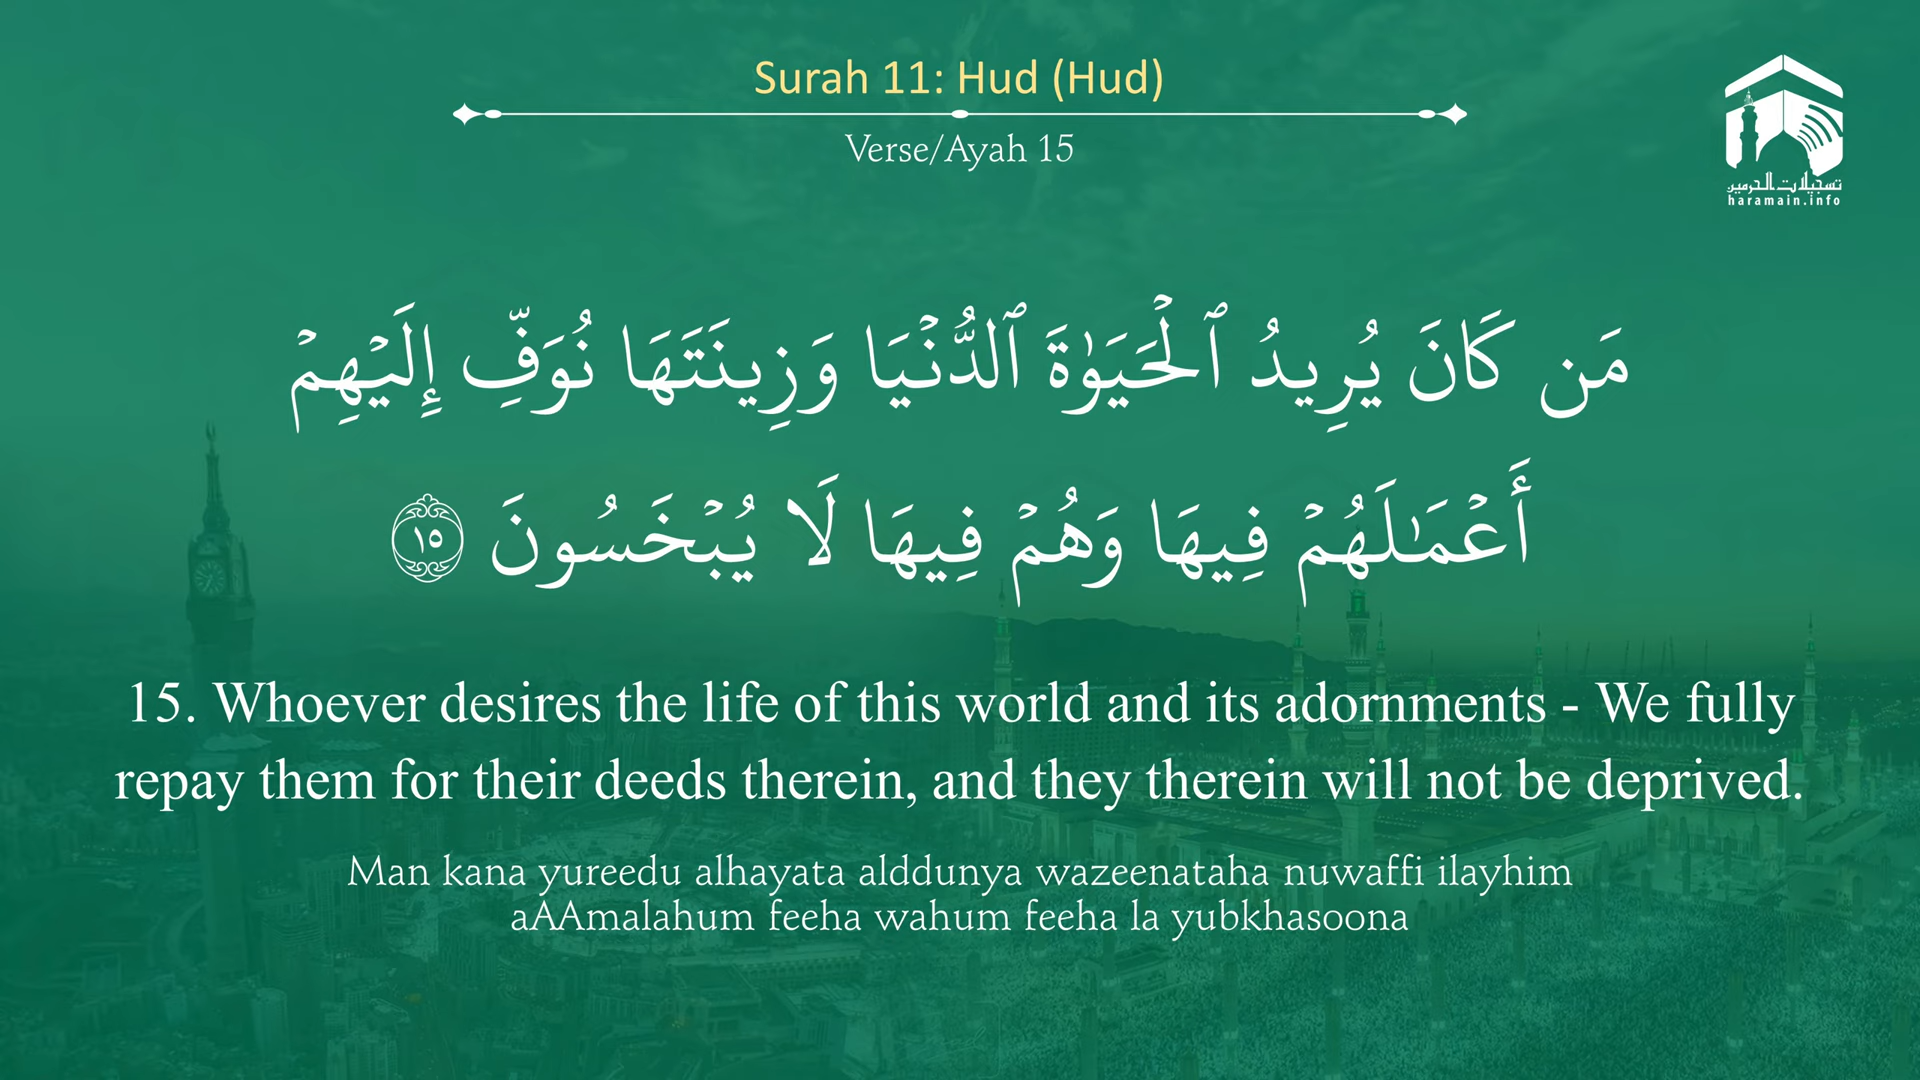 Surah 11: Hud (Hud)
Verse/Ayah 15
تسجيلات الحرمين
haramain.info
مَن كَانَ يُرِيدُ ٱلْحَيَوٰةَ ٱلدُّنْيَا وَزِينَتَهَا نُوَفِّ إِلَيْهِمْ
أَعْمَـٰلَهُمْ فِيهَا وَهُمْ فِيهَا لَا يُبْخَسُونَ ١٥
15. Whoever desires the life of this world and its adornments - We fully
repay them for their deeds therein, and they therein will not be deprived.
Man kana yureedu alhayata alddunya wazeenataha nuwaffi ilayhim
aAAmalahum feeha wahum feeha la yubkhasoona